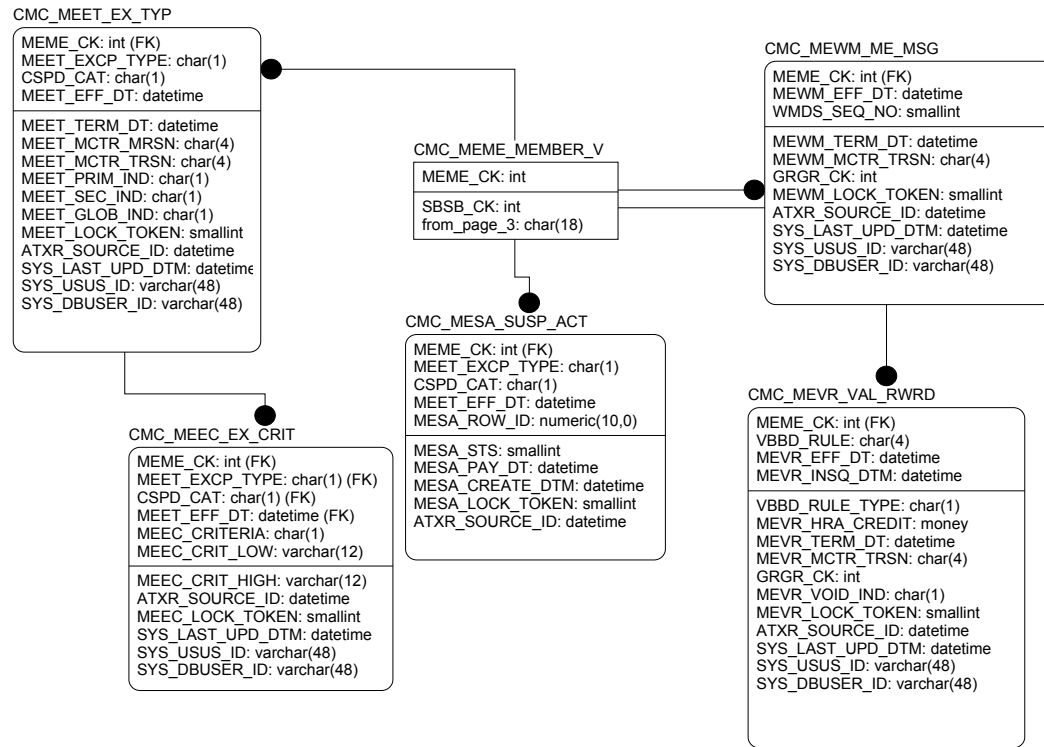 CMC_MEET_EX_TYP
MEME_CK: int (FK)
MEET_EXCP_TYPE: char(1)
CSPD_CAT: char(1)
MEET_EFF_DT: datetime
MEET_TERM_DT: datetime
MEET_MCTR_MRSN: char(4)
MEET_MCTR_TRSN: char(4)
MEET_PRIM_IND: char(1)
MEET_SEC_IND: char(1)
MEET_GLOB_IND: char(1)
MEET_LOCK_TOKEN: smallint
ATXR_SOURCE_ID: datetime
SYS_LAST_UPD_DTM: datetime
SYS_USUS_ID: varchar(48)
SYS_DBUSER_ID: varchar(48)
CMC_MEME_MEMBER_V
MEME_CK: int
SBSB_CK: int
from_page_3: char(18)
CMC_MEWM_ME_MSG
MEME_CK: int (FK)
MEWM_EFF_DT: datetime
WMDS_SEQ_NO: smallint
MEWM_TERM_DT: datetime
MEWM_MCTR_TRSN: char(4)
GRGR_CK: int
MEWM_LOCK_TOKEN: smallint
ATXR_SOURCE_ID: datetime
SYS_LAST_UPD_DTM: datetime
SYS_USUS_ID: varchar(48)
SYS_DBUSER_ID: varchar(48)
CMC_MEEC_EX_CRIT
MEME_CK: int (FK)
MEET_EXCP_TYPE: char(1) (FK)
CSPD_CAT: char(1) (FK)
MEET_EFF_DT: datetime (FK)
MEEC_CRITERIA: char(1)
MEEC_CRIT_LOW: varchar(12)
MEEC_CRIT_HIGH: varchar(12)
ATXR_SOURCE_ID: datetime
MEEC_LOCK_TOKEN: smallint
SYS_LAST_UPD_DTM: datetime
SYS_USUS_ID: varchar(48)
SYS_DBUSER_ID: varchar(48)
CMC_MESA_SUSP_ACT
MEME_CK: int (FK)
MEET_EXCP_TYPE: char(1)
CSPD_CAT: char(1)
MEET_EFF_DT: datetime
MESA_ROW_ID: numeric(10,0)
MESA_STS: smallint
MESA_PAY_DT: datetime
MESA_CREATE_DTM: datetime
MESA_LOCK_TOKEN: smallint
ATXR_SOURCE_ID: datetime
CMC_MEVR_VAL_RWRD
MEME_CK: int (FK)
VBBD_RULE: char(4)
MEVR_EFF_DT: datetime
MEVR_INSQ_DTM: datetime
VBBD_RULE_TYPE: char(1)
MEVR_HRA_CREDIT: money
MEVR_TERM_DT: datetime
MEVR_MCTR_TRSN: char(4)
GRGR_CK: int
MEVR_VOID_IND: char(1)
MEVR_LOCK_TOKEN: smallint
ATXR_SOURCE_ID: datetime
SYS_LAST_UPD_DTM: datetime
SYS_USUS_ID: varchar(48)
SYS_DBUSER_ID: varchar(48)